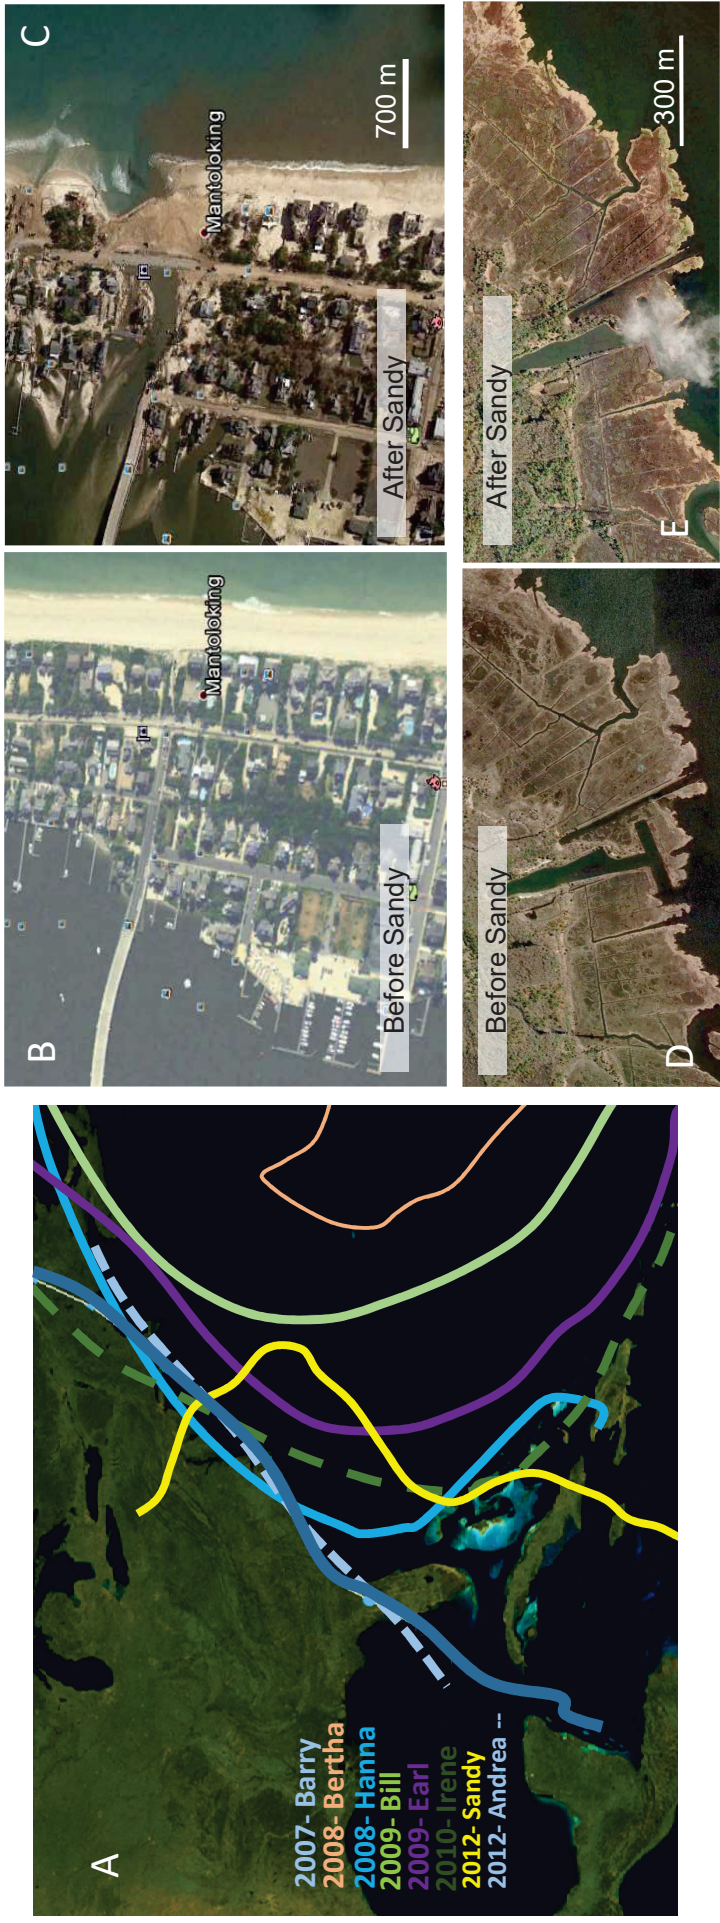 A
2007- Barry
2008- Bertha
2008- Hanna
2009- Bill
2009- Earl
2010- Irene
2012- Sandy
2012- Andrea --
B
Mantoloking
Before Sandy
C
Mantoloking
700 m
After Sandy
Before Sandy
D
After Sandy
300 m
E